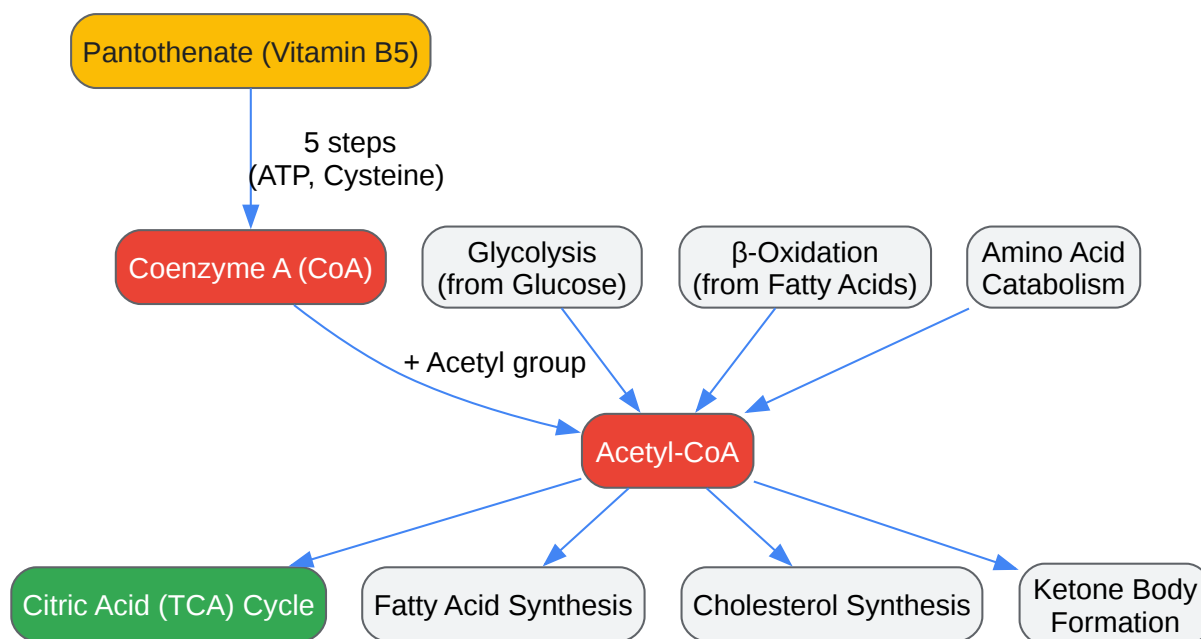 Pantothenate (Vitamin B5)
5 steps
(ATP, Cysteine)
Coenzyme A (CoA)
Glycolysis
(from Glucose)
β-Oxidation
(from Fatty Acids)
Amino Acid
Catabolism
+ Acetyl group
Acetyl-CoA
Citric Acid (TCA) Cycle
Fatty Acid Synthesis
Cholesterol Synthesis
Ketone Body
Formation